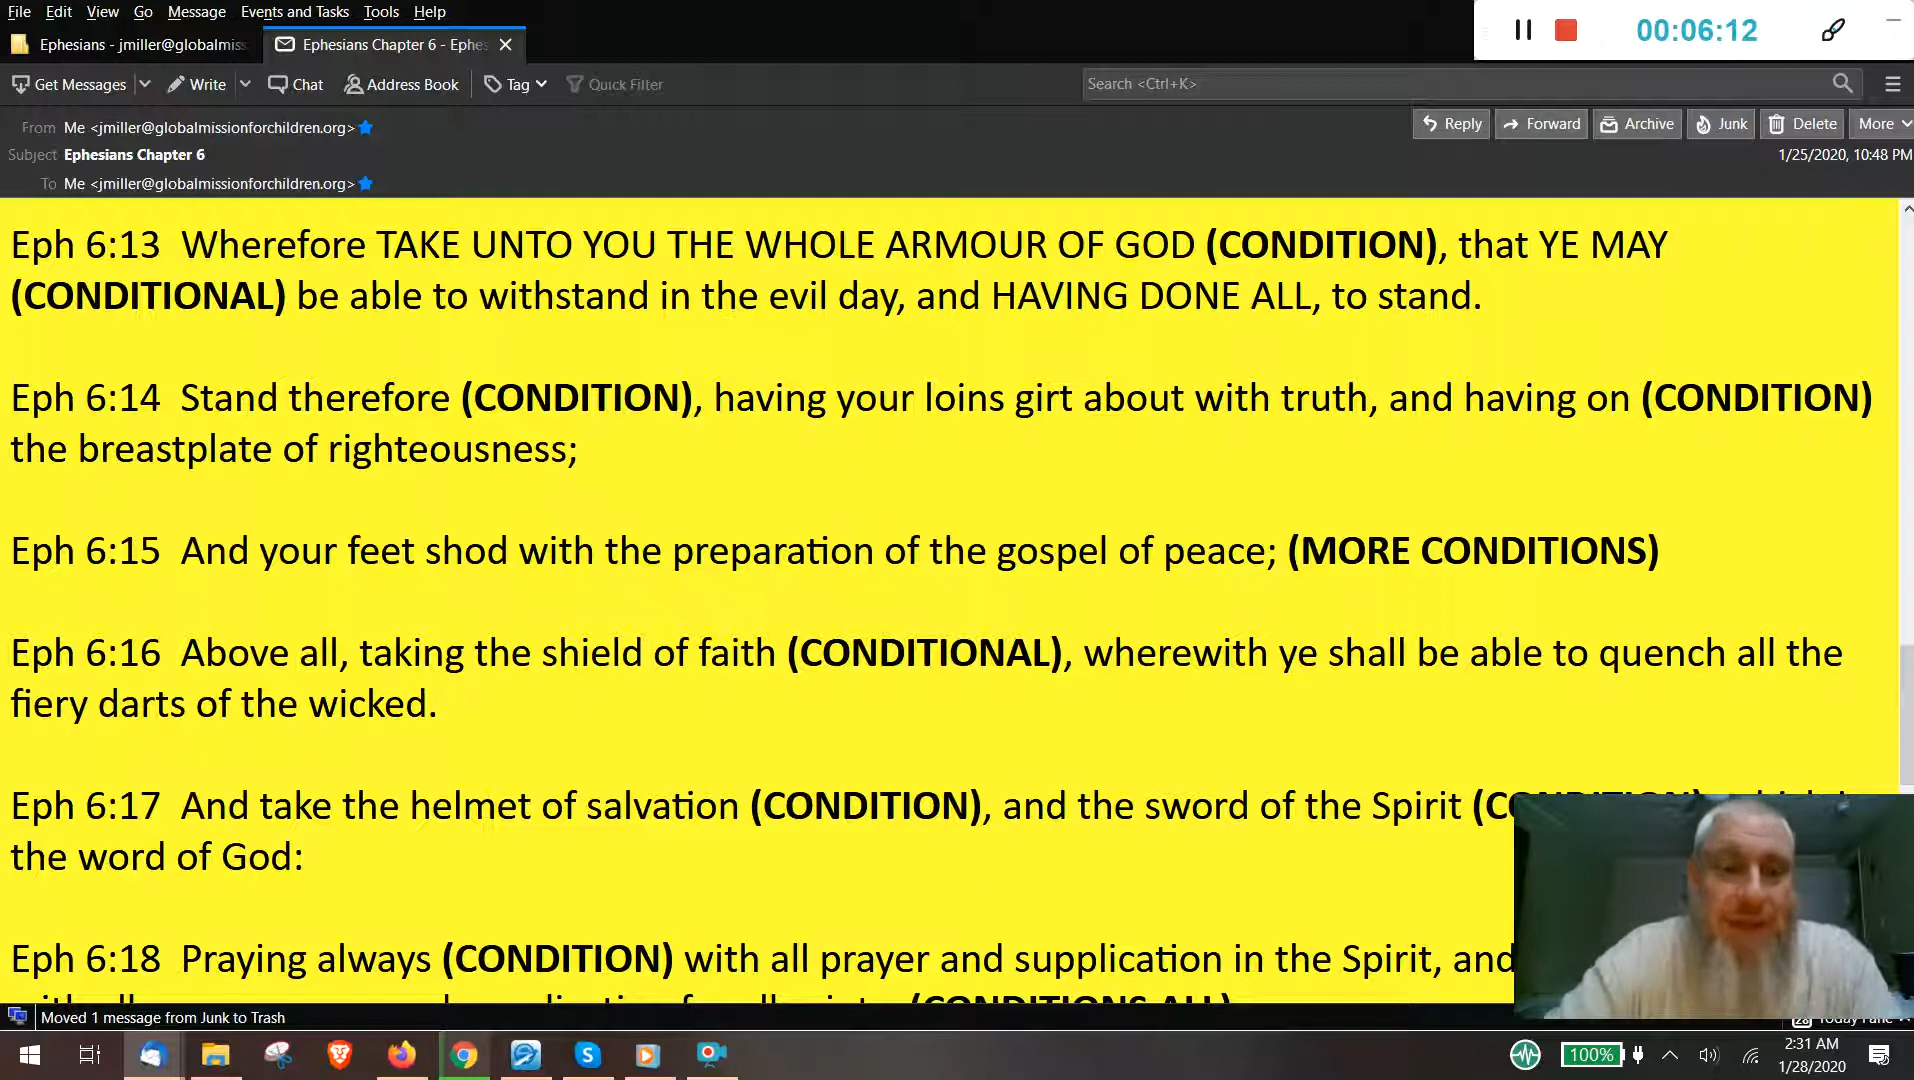 File Edit View Go Message Events and Tasks Tools Help
Ephesians - jmiller@globalmiss Ephesians Chapter 6 - Ephe 00:06:12
Get Messages Write Chat Address Book Tag Quick Filter Search <Ctrl+K>
From Me <jmiller@globalmissionforchildren.org> Reply Forward Archive Junk Delete More
Subject Ephesians Chapter 6 1/25/2020, 10:48 PM
To Me <jmiller@globalmissionforchildren.org>
Eph 6:13 Wherefore TAKE UNTO YOU THE WHOLE ARMOUR OF GOD (CONDITION), that YE MAY
(CONDITIONAL) be able to withstand in the evil day, and HAVING DONE ALL, to stand.
Eph 6:14 Stand therefore (CONDITION), having your loins girt about with truth, and having on (CONDITION)
the breastplate of righteousness;
Eph 6:15 And your feet shod with the preparation of the gospel of peace; (MORE CONDITIONS)
Eph 6:16 Above all, taking the shield of faith (CONDITIONAL), wherewith ye shall be able to quench all the
fiery darts of the wicked.
Eph 6:17 And take the helmet of salvation (CONDITION), and the sword of the Spirit
the word of God:
Eph 6:18 Praying always (CONDITION) with all prayer and supplication in the Spirit, and
(CONDITIONS ALL)
Moved 1 message from Junk to Trash Today Pane
100% 2:31 AM
1/28/2020